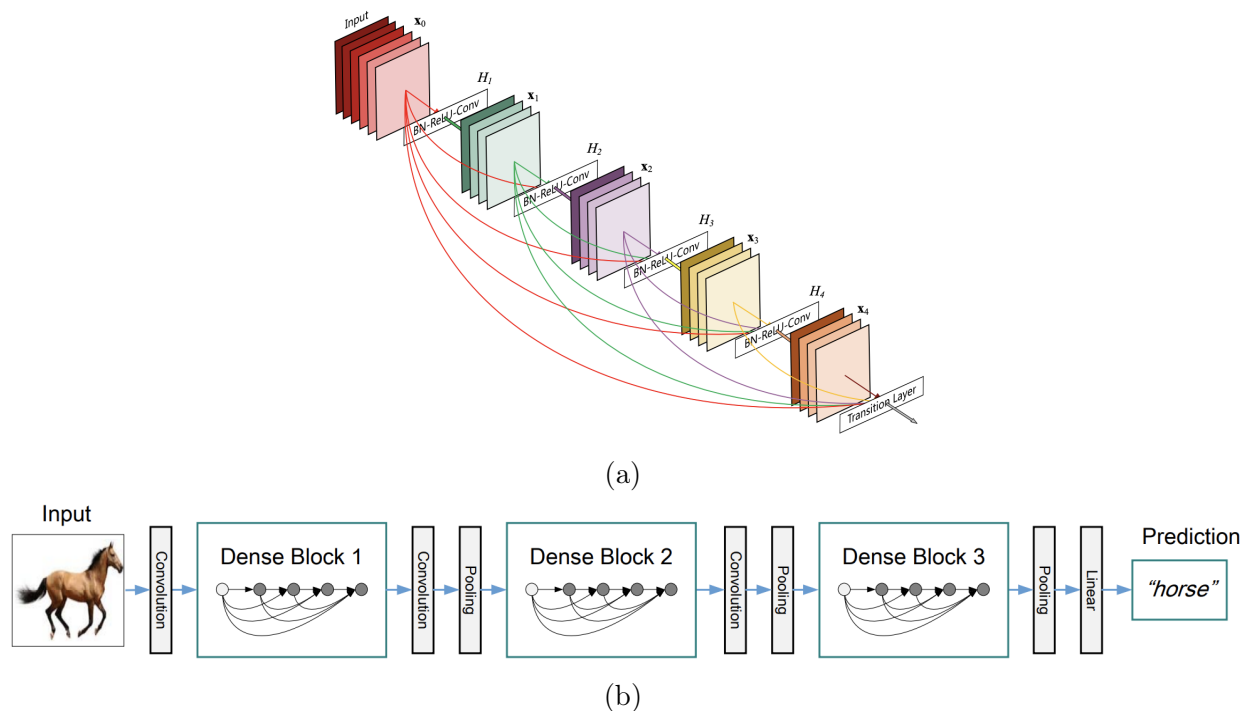 Input
x₀
H₁
BN-ReLU-Conv
x₁
H₂
BN-ReLU-Conv
x₂
H₃
BN-ReLU-Conv
x₃
H₄
BN-ReLU-Conv
x₄
Transition Layer
(a)
Input
Convolution
Dense Block 1
Convolution
Pooling
Dense Block 2
Convolution
Pooling
Dense Block 3
Pooling
Linear
Prediction
“horse”
(b)